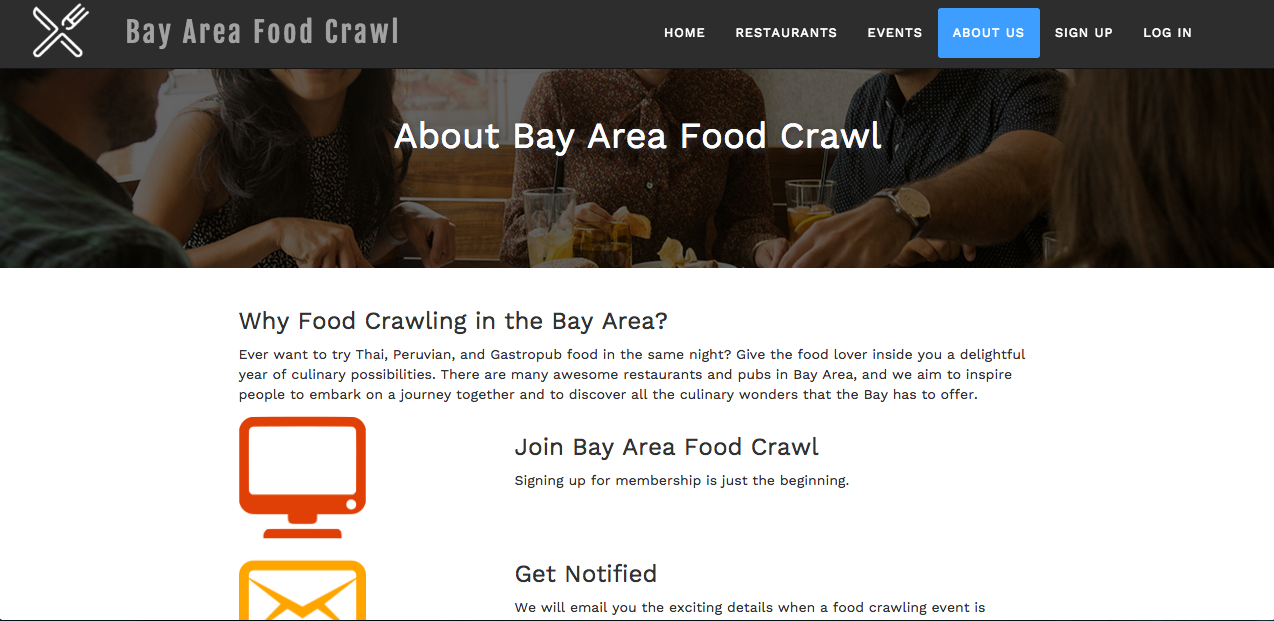 Bay Area Food Crawl
HOME RESTAURANTS EVENTS ABOUT US SIGN UP LOG IN
About Bay Area Food Crawl
Why Food Crawling in the Bay Area?
Ever want to try Thai, Peruvian, and Gastropub food in the same night? Give the food lover inside you a delightful
year of culinary possibilities. There are many awesome restaurants and pubs in Bay Area, and we aim to inspire
people to embark on a journey together and to discover all the culinary wonders that the Bay has to offer.
Join Bay Area Food Crawl
Signing up for membership is just the beginning.
Get Notified
We will email you the exciting details when a food crawling event is